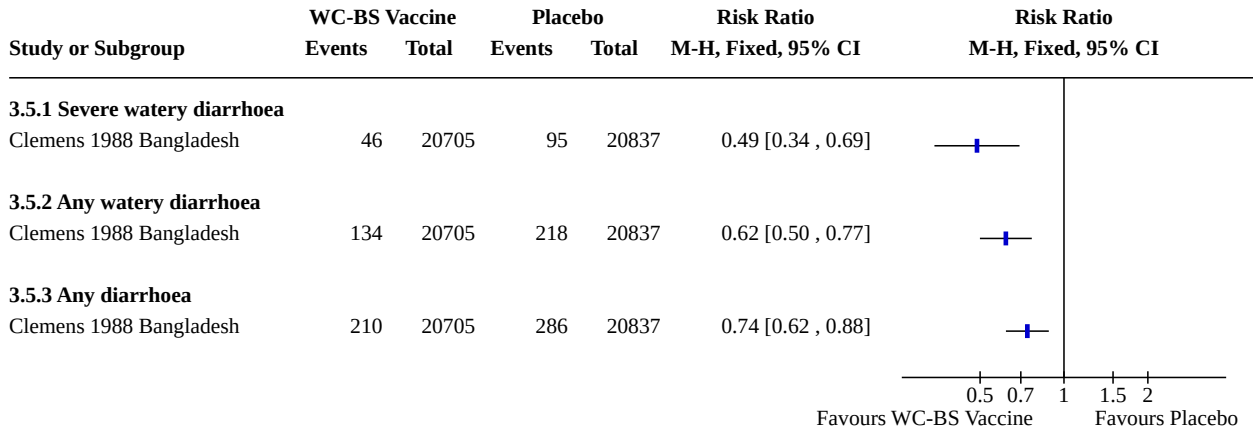 WC-BS Vaccine Placebo Risk Ratio Risk Ratio
Study or Subgroup Events Total Events Total M-H, Fixed, 95% CI M-H, Fixed, 95% CI
3.5.1 Severe watery diarrhoea
Clemens 1988 Bangladesh 46 20705 95 20837 0.49 [0.34 , 0.69]
3.5.2 Any watery diarrhoea
Clemens 1988 Bangladesh 134 20705 218 20837 0.62 [0.50 , 0.77]
3.5.3 Any diarrhoea
Clemens 1988 Bangladesh 210 20705 286 20837 0.74 [0.62 , 0.88]
0.5 0.7 1 1.5 2
Favours WC-BS Vaccine Favours Placebo